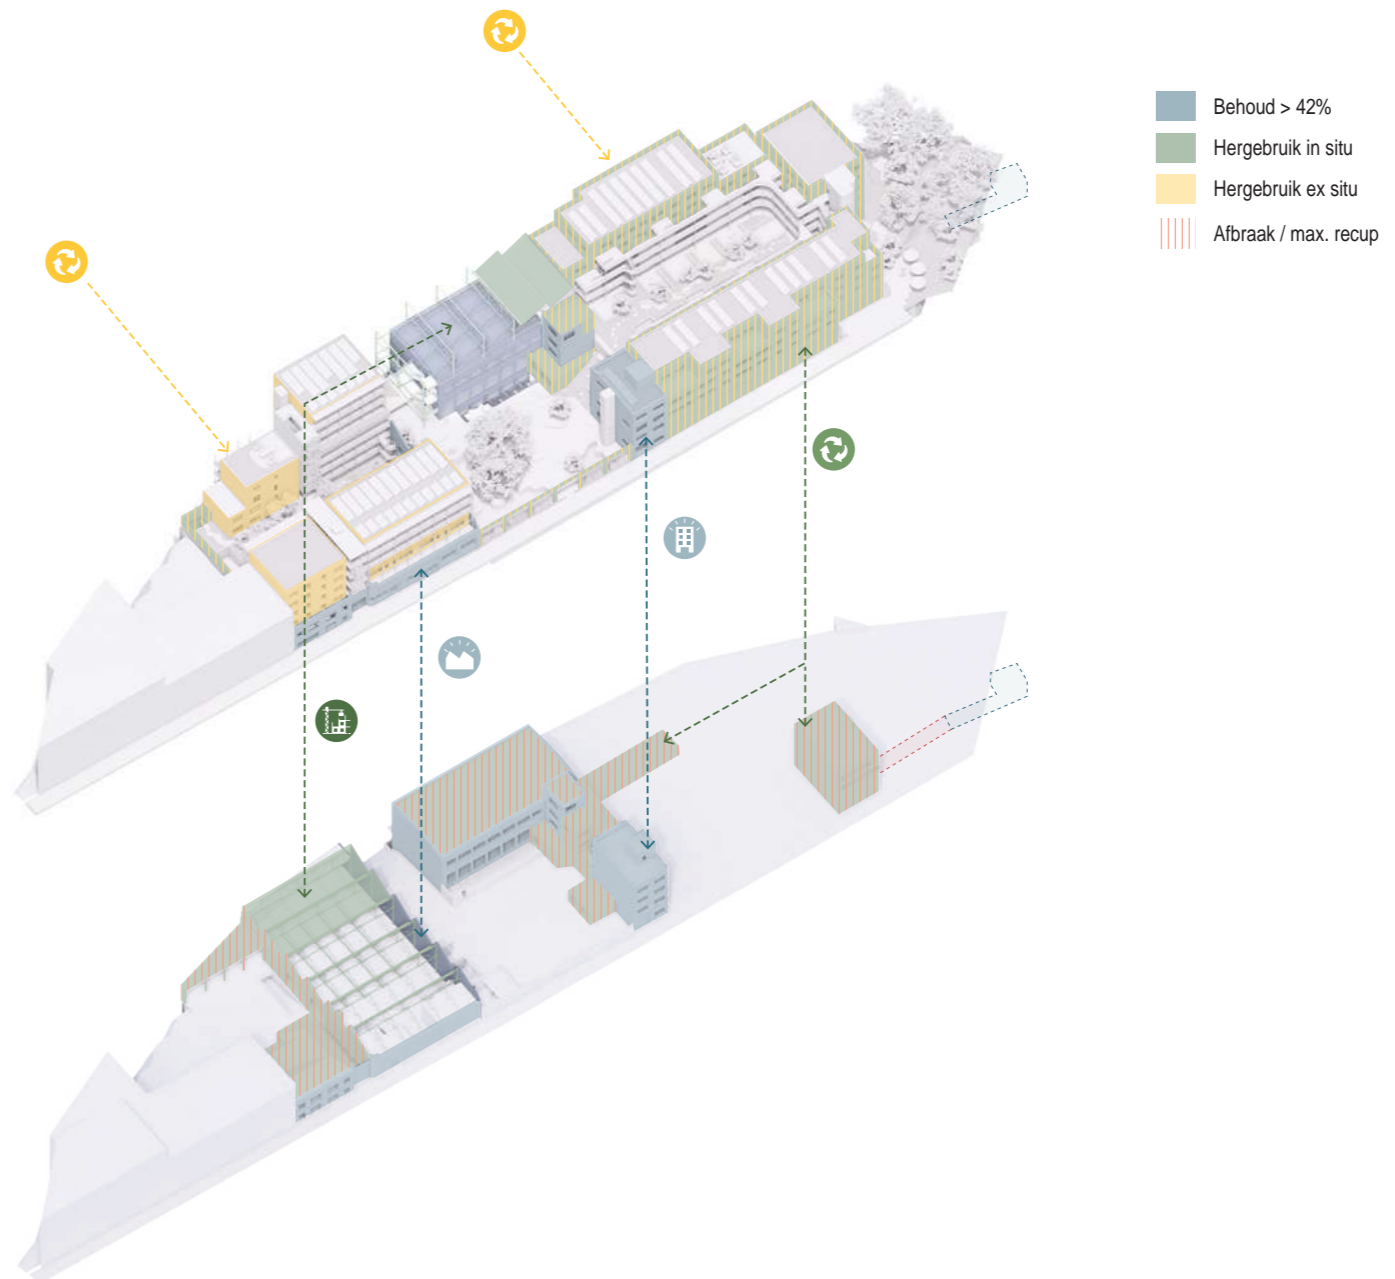 Behoud > 42%
Hergebruik in situ
Hergebruik ex situ
Afbraak / max. recup